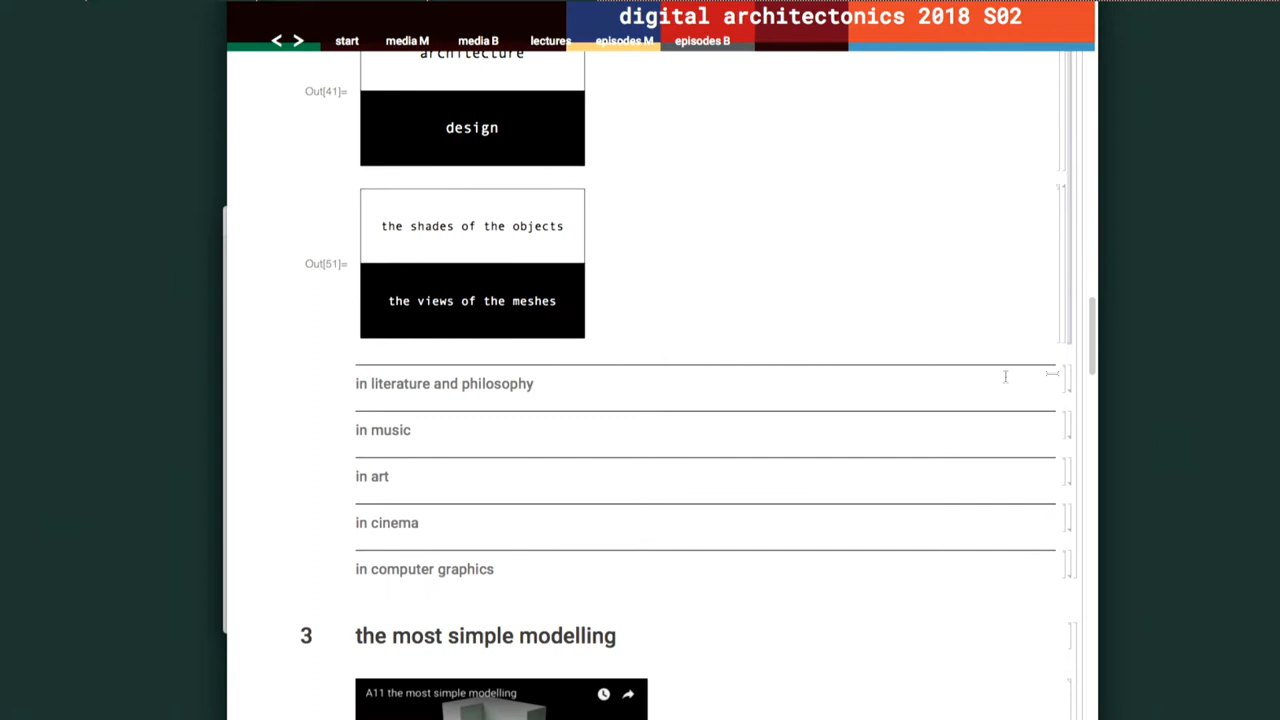 digital architectonics 2018 S02
< > start media M media B lectures episodes M episodes B
architecture
Out[41]=
design
the shades of the objects
Out[51]=
the views of the meshes
in literature and philosophy
in music
in art
in cinema
in computer graphics
3 the most simple modelling
A11 the most simple modelling